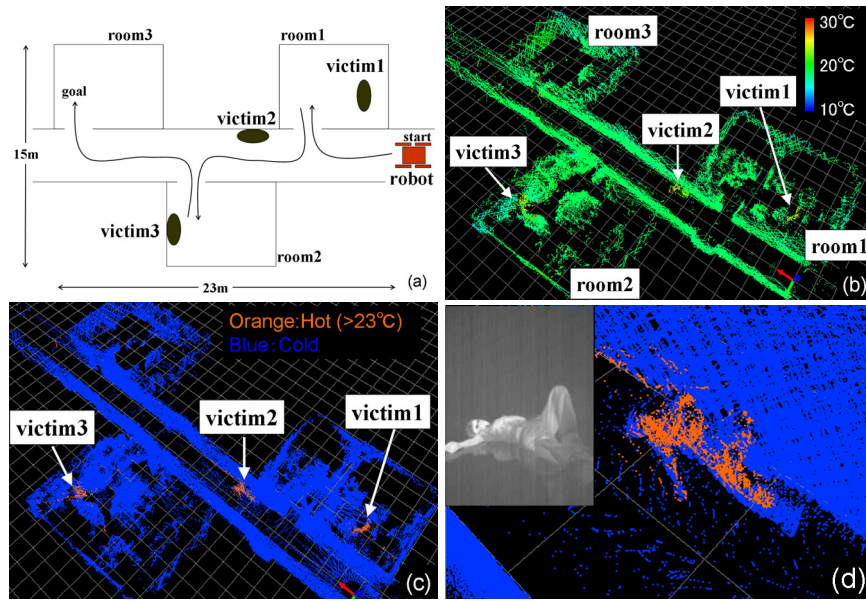 room3
room1
victim1
goal
victim2
start
15m
robot
victim3
room2
23m
(a)
30℃
20℃
10℃
room3
victim1
victim2
victim3
room1
room2
(b)
Orange:Hot (>23℃)
Blue:Cold
victim3
victim2
victim1
(c)
(d)